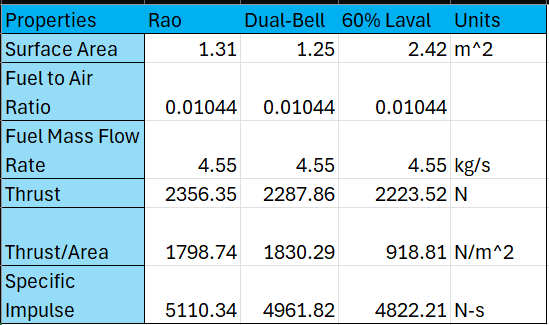 Properties Rao Dual-Bell 60% Laval Units
Surface Area 1.31 1.25 2.42 m^2
Fuel to Air
Ratio 0.01044 0.01044 0.01044
Fuel Mass Flow
Rate 4.55 4.55 4.55 kg/s
Thrust 2356.35 2287.86 2223.52 N
Thrust/Area 1798.74 1830.29 918.81 N/m^2
Specific
Impulse 5110.34 4961.82 4822.21 N-s